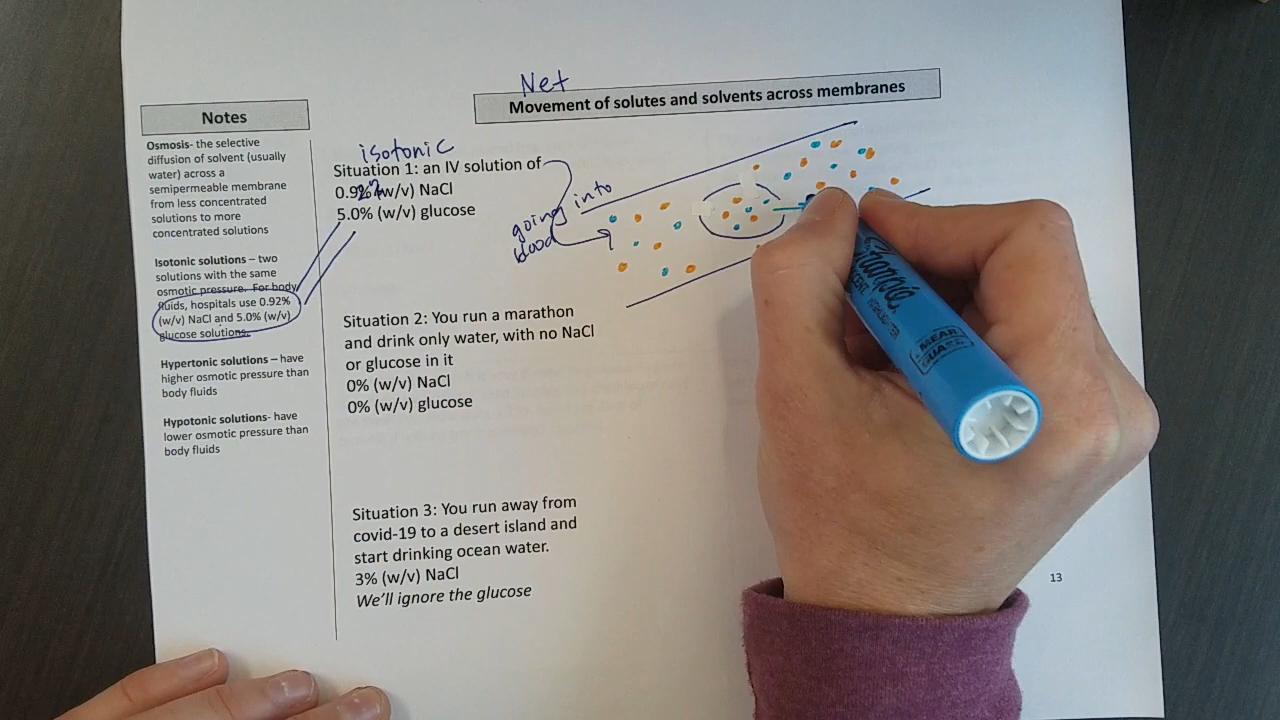 Net
Movement of solutes and solvents across membranes
Notes
Osmosis- the selective
diffusion of solvent (usually
water) across a
semipermeable membrane
from less concentrated
solutions to more
concentrated solutions
Isotonic solutions – two
solutions with the same
osmotic pressure. For body
fluids, hospitals use 0.92%
(w/v) NaCl and 5.0% (w/v)
glucose solutions.
Hypertonic solutions – have
higher osmotic pressure than
body fluids
Hypotonic solutions- have
lower osmotic pressure than
body fluids
isotonic
Situation 1: an IV solution of
(w/v) NaCl
5.0% (w/v) glucose
going into
blood
Situation 2: You run a marathon
and drink only water, with no NaCl
or glucose in it
0% (w/v) NaCl
0% (w/v) glucose
Situation 3: You run away from
covid-19 to a desert island and
start drinking ocean water.
3% (w/v) NaCl
We'll ignore the glucose
Sharpie
SMEAR
GUARD
13